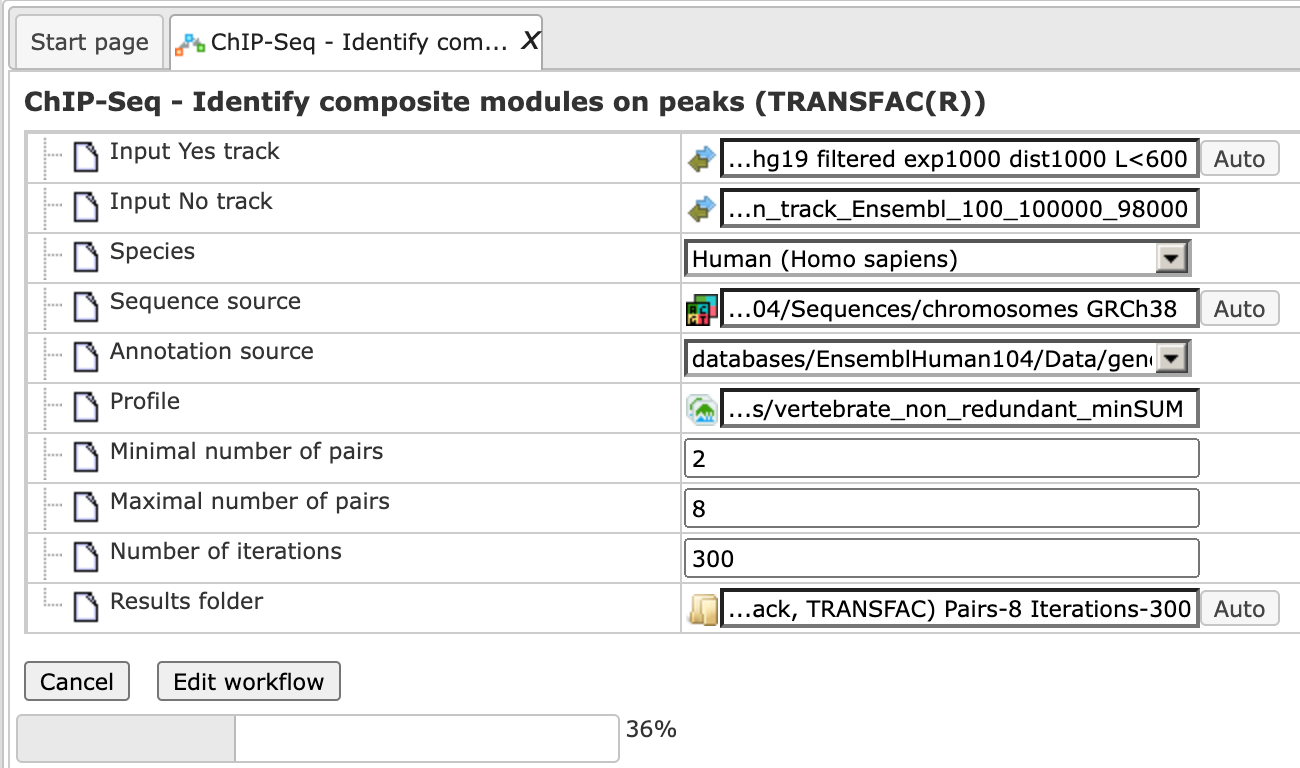 Start page
ChIP-Seq - Identify com... X
ChIP-Seq - Identify composite modules on peaks (TRANSFAC(R))
Input Yes track ...hg19 filtered exp1000 dist1000 L<600 Auto
Input No track ...n_track_Ensembl_100_100000_98000
Species Human (Homo sapiens)
Sequence source ...04/Sequences/chromosomes GRCh38 Auto
Annotation source databases/EnsemblHuman104/Data/gene
Profile ...s/vertebrate_non_redundant_minSUM
Minimal number of pairs 2
Maximal number of pairs 8
Number of iterations 300
Results folder ...ack, TRANSFAC) Pairs-8 Iterations-300 Auto
Cancel Edit workflow
36%